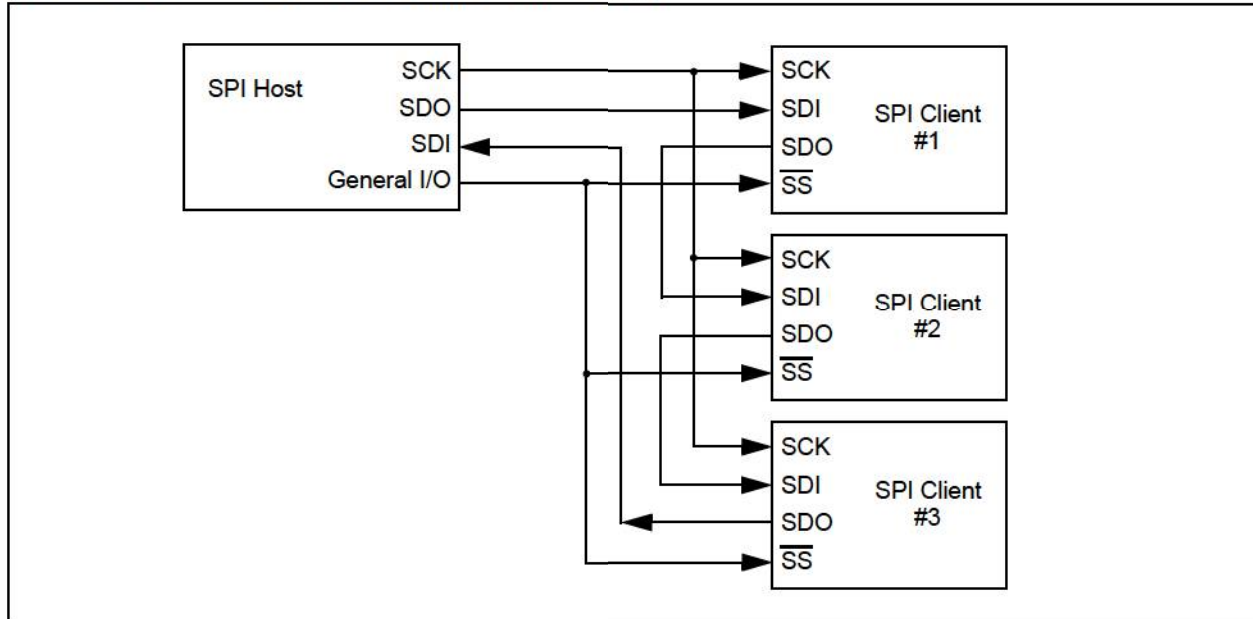 SPI Host
SCK
SDO
SDI
General I/O
SCK
SDI
SDO
SS
SPI Client
#1
SCK
SDI
SDO
SS
SPI Client
#2
SCK
SDI
SDO
SS
SPI Client
#3